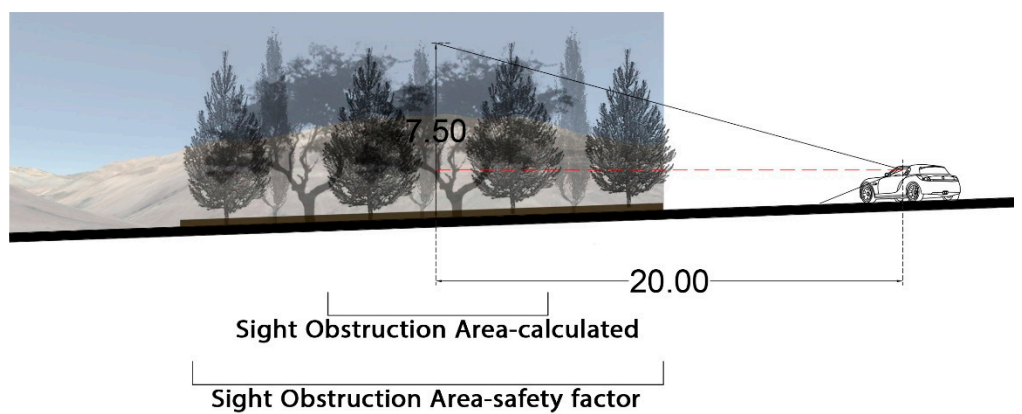 7.50
20.00
Sight Obstruction Area-calculated
Sight Obstruction Area-safety factor